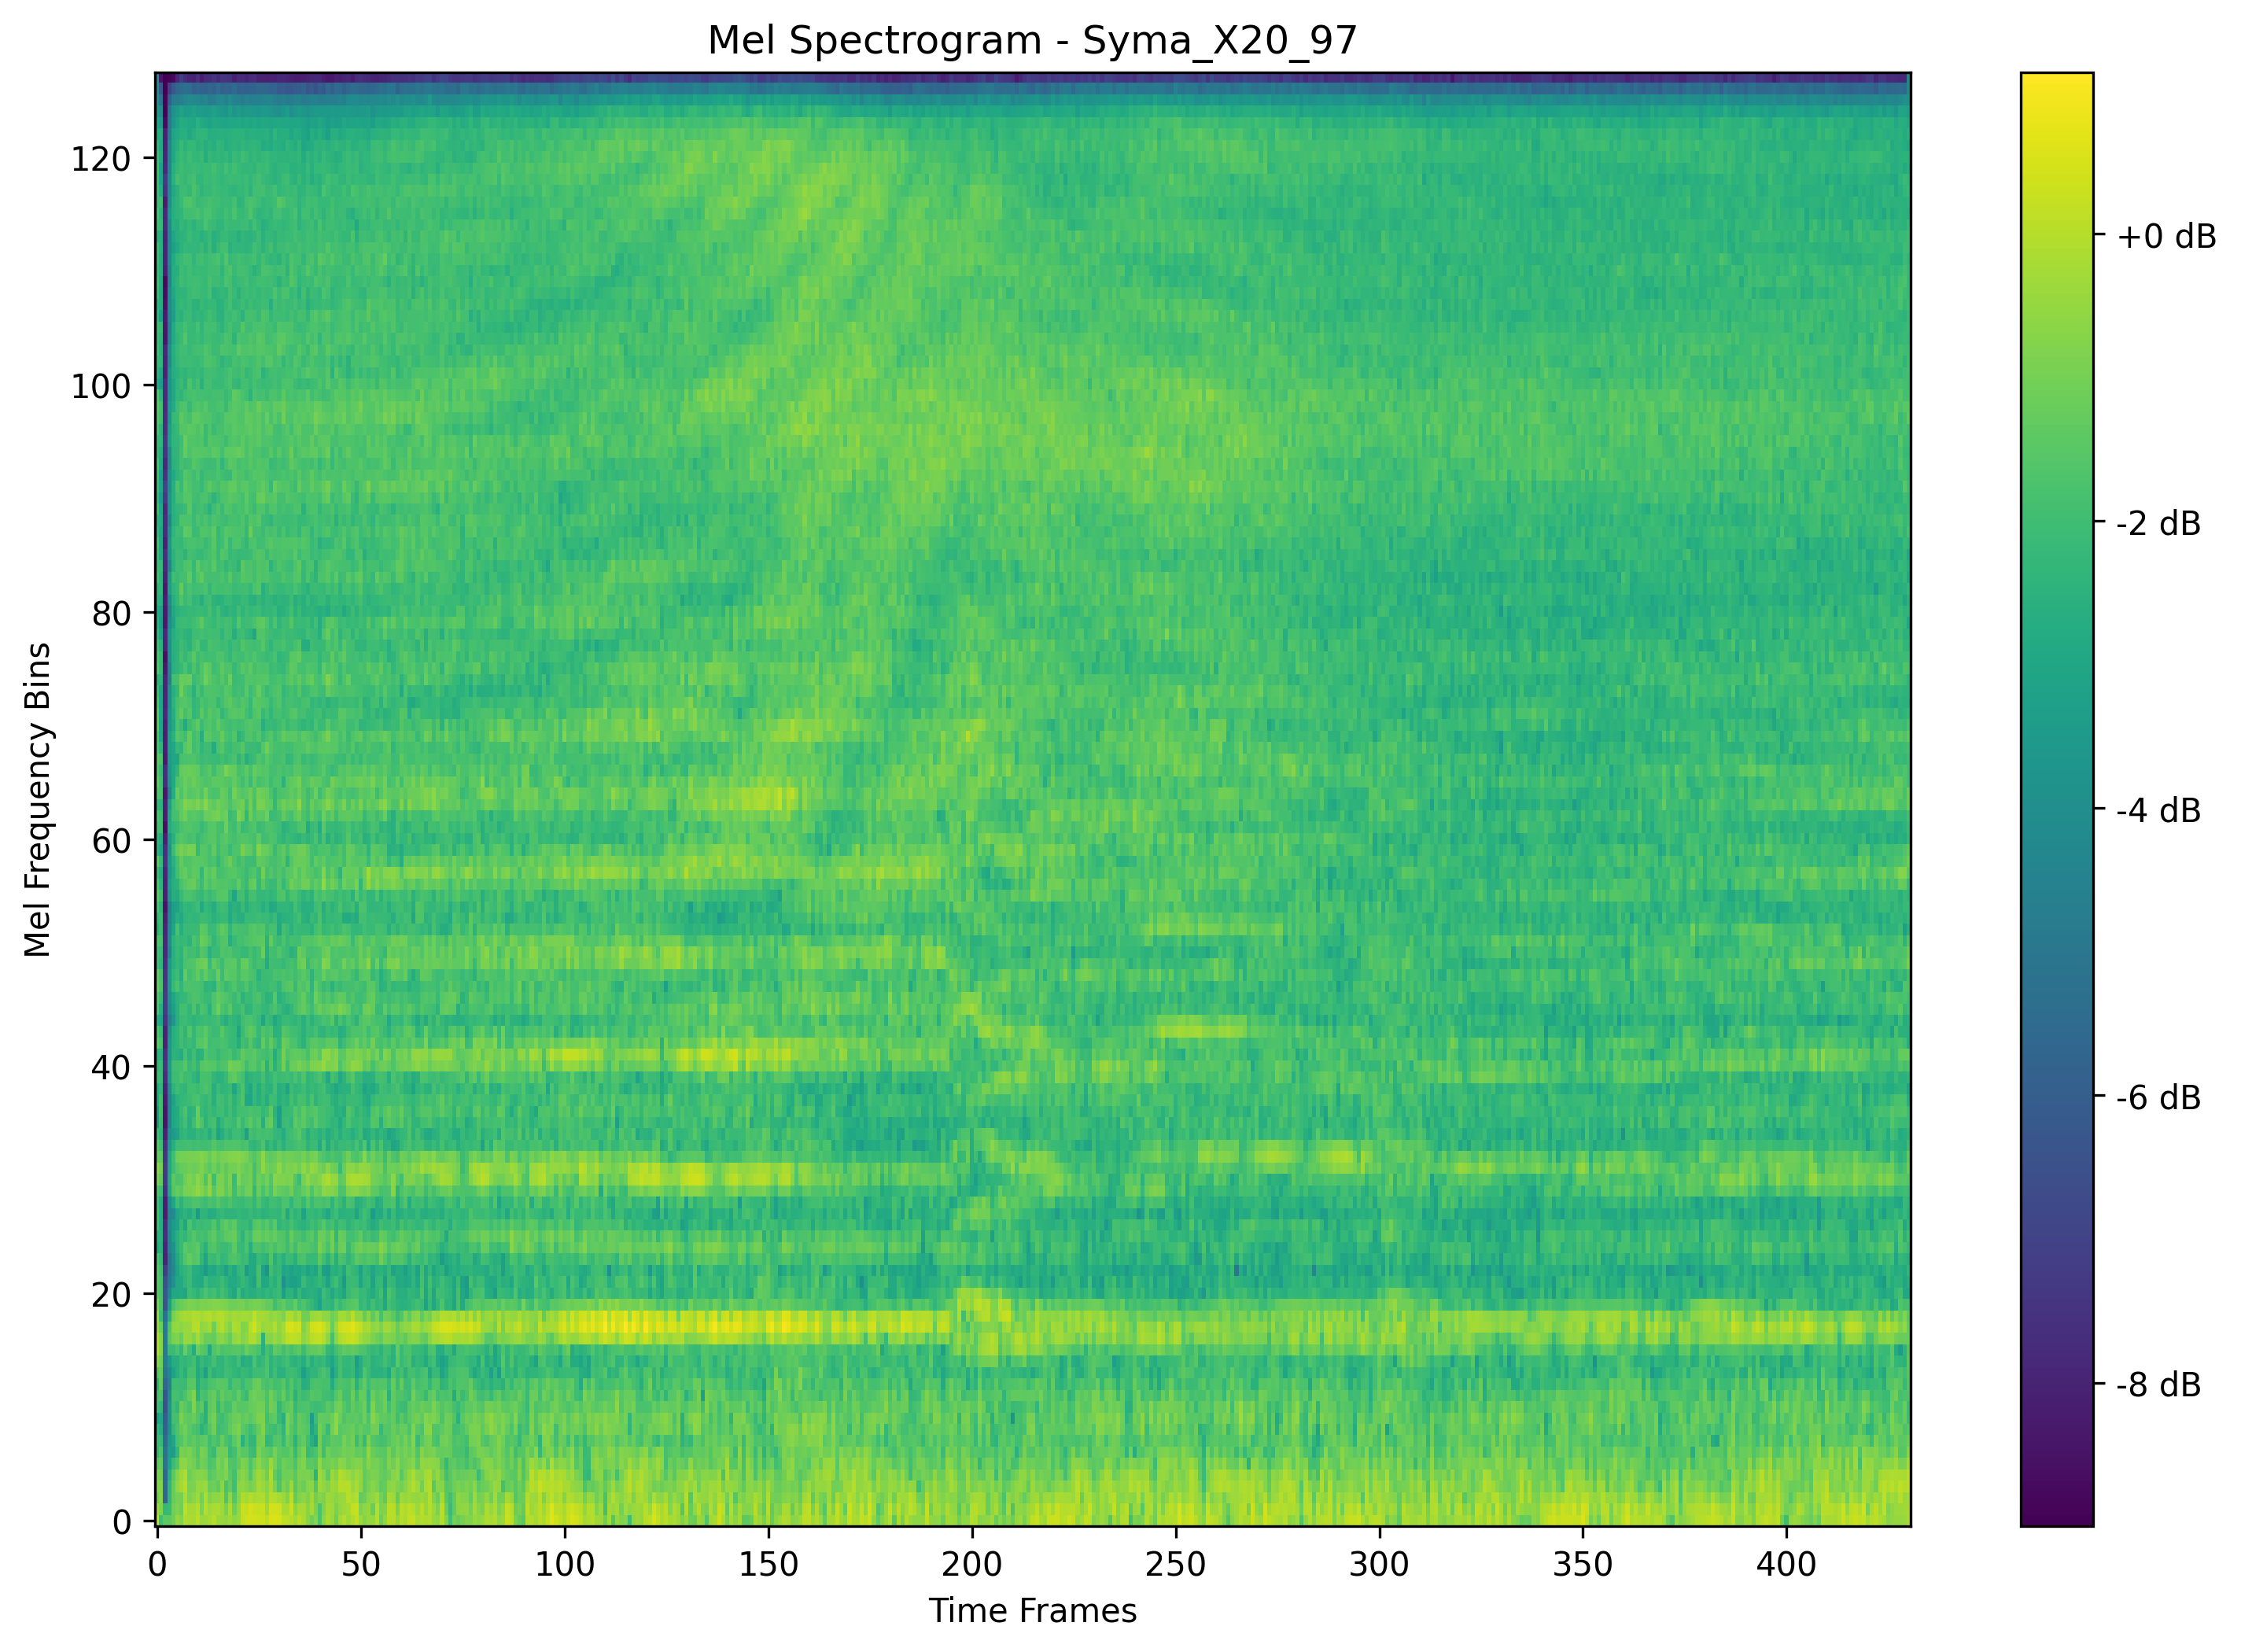 Mel Spectrogram - Syma_X20_97
Mel Frequency Bins
120
100
80
60
40
20
0
0 50 100 150 200 250 300 350 400
Time Frames
+0 dB
-2 dB
-4 dB
-6 dB
-8 dB